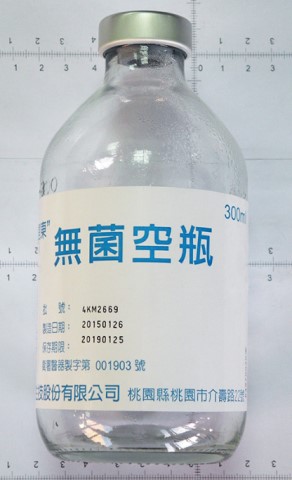 300ml
東”
無菌空瓶
批 號： 4KM2669
製造日期： 20150126
保存期限： 20190125
醫器製字第 001903 號
股份有限公司 桃園縣桃園市介壽路